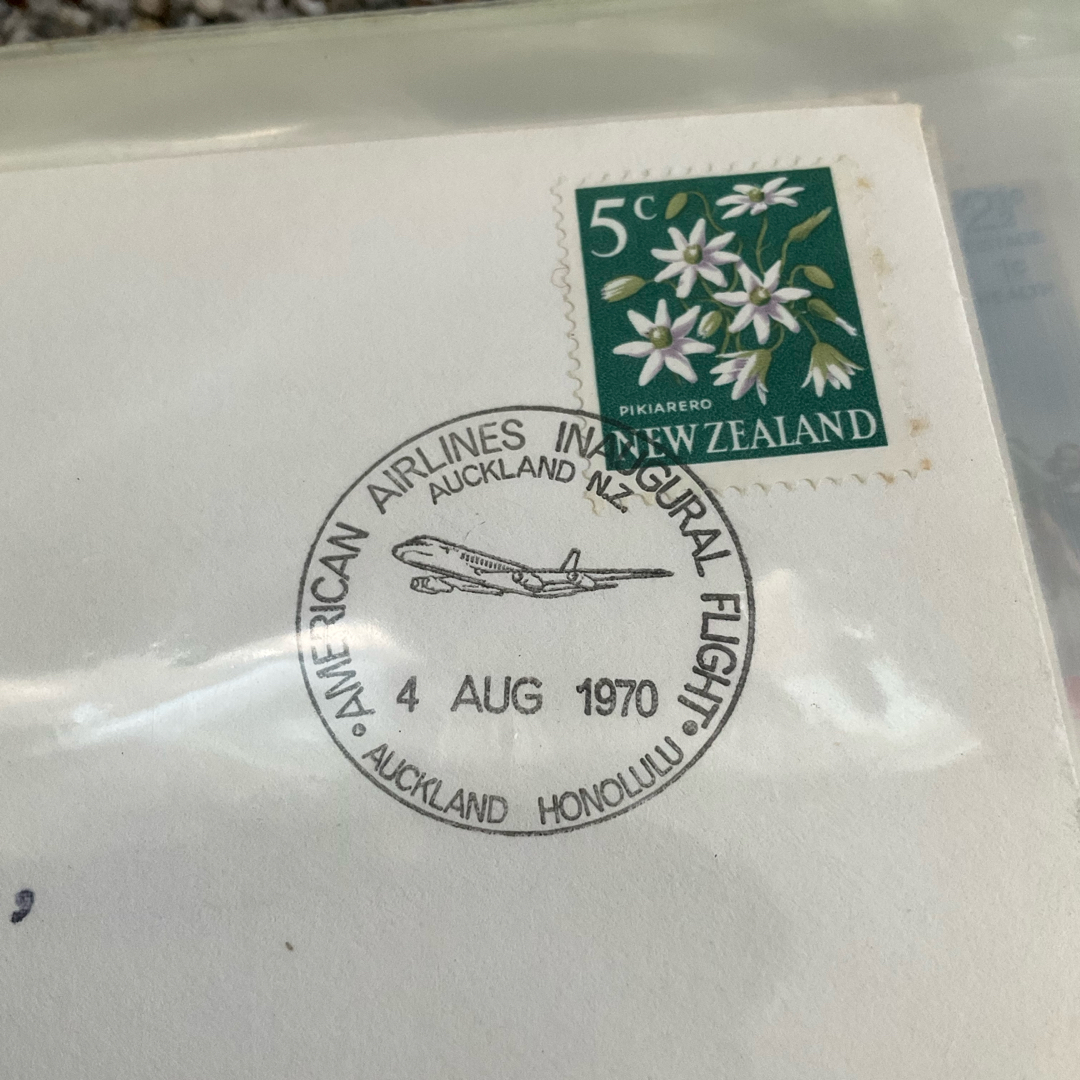 5c
PIKIARERO
NEW ZEALAND
AMERICAN AIRLINES INAUGURAL FLIGHT
AUCKLAND N.Z.
4 AUG 1970
AUCKLAND HONOLULU
,